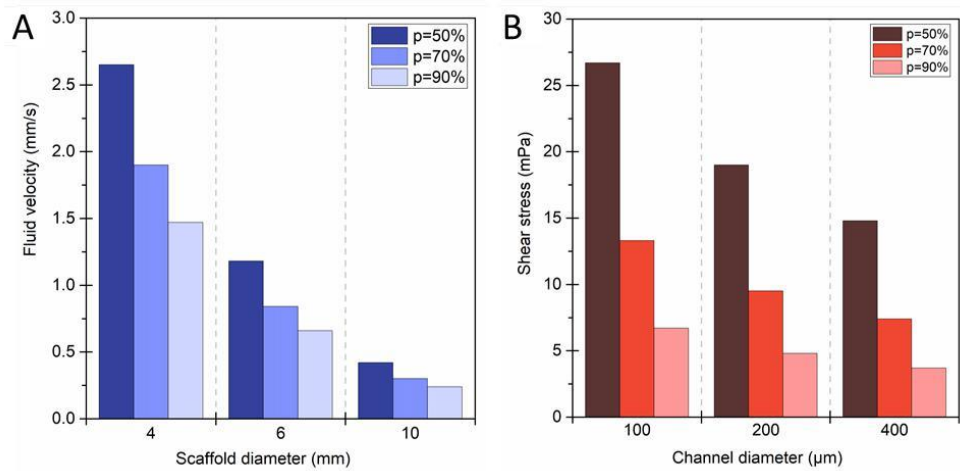 A
3.0
2.5
2.0
1.5
1.0
0.5
0.0
Fluid velocity (mm/s)
p=50%
p=70%
p=90%
4 6 10
Scaffold diameter (mm)
B
30
25
20
15
10
5
0
Shear stress (mPa)
p=50%
p=70%
p=90%
100 200 400
Channel diameter (µm)